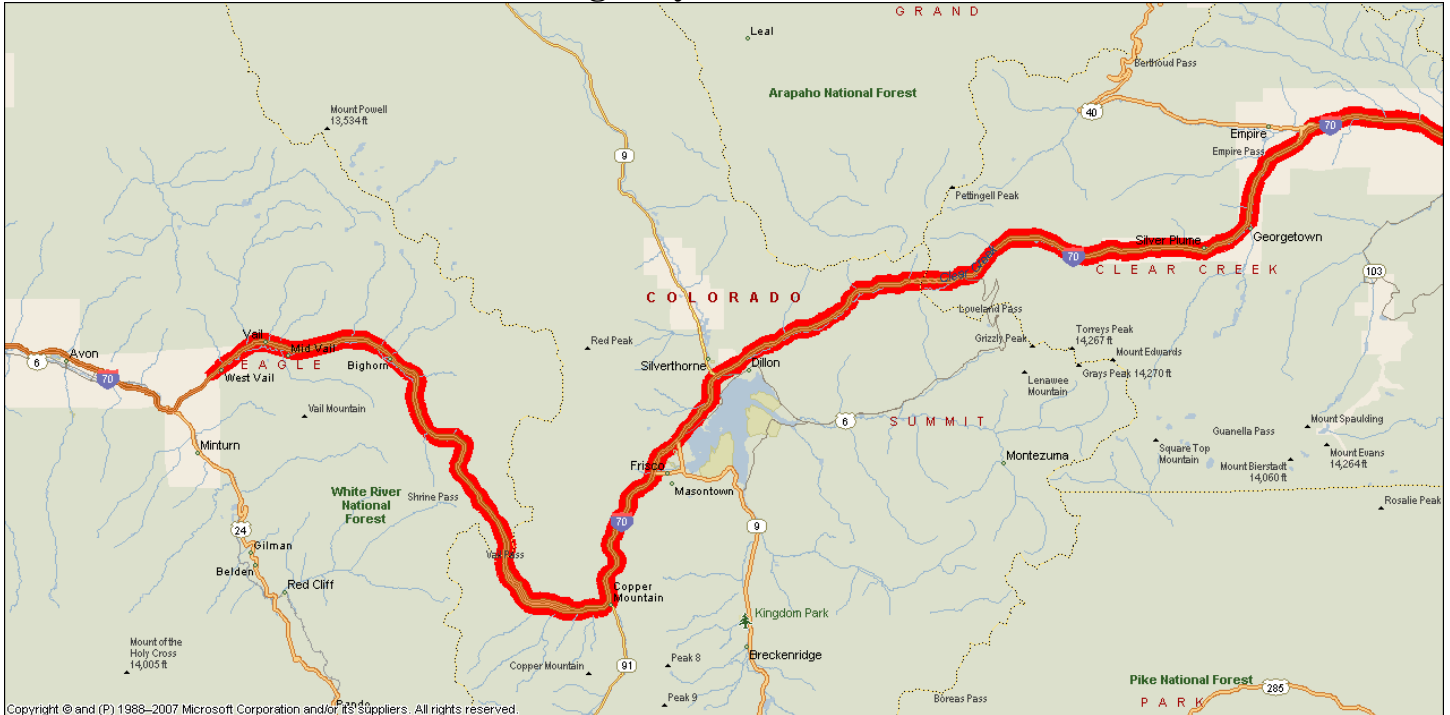 GRAND
Leal
Berthoud Pass
Arapaho National Forest
Mount Powell
13,534 ft
40
Empire
70
9
Empire Pass
Pettingell Peak
Silver Plume
Georgetown
70
CLEAR CREEK
103
Clear Creek
COLORADO
Loveland Pass
Torreys Peak
14,267 ft
Grizzly Peak
Mount Edwards
Grays Peak 14,270 ft
Lenawee
Mountain
Vail
Mid Vail
Avon
6
EAGLE
Bighorn
70
West Vail
Red Peak
Silverthorne
Dillon
Vail Mountain
6
SUMMIT
Mount Spaulding
Guanella Pass
Square Top
Mountain
Mount Evans
14,264 ft
Mount Bierstadt
14,060 ft
Minturn
Montezuma
Frisco
Masontown
White River
National
Forest
Shrine Pass
Rosalie Peak
70
9
24
Gilman
Belden
Vail Pass
Red Cliff
Copper
Mountain
Kingdom Park
Mount of the
Holy Cross
14,005 ft
Copper Mountain
91
Peak 8
Breckenridge
Peak 9
Boreas Pass
Pike National Forest
285
PARK
Pando
Copyright © and (P) 1988–2007 Microsoft Corporation and/or its suppliers. All rights reserved.